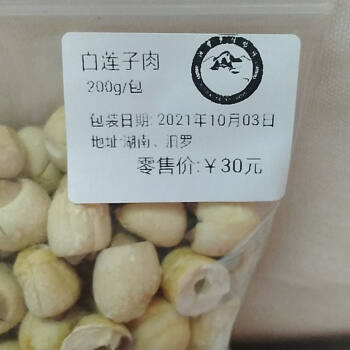 白莲子肉
200g/包
包装日期: 2021年10月03日
地址:湖南、汨罗
零售价:￥30元